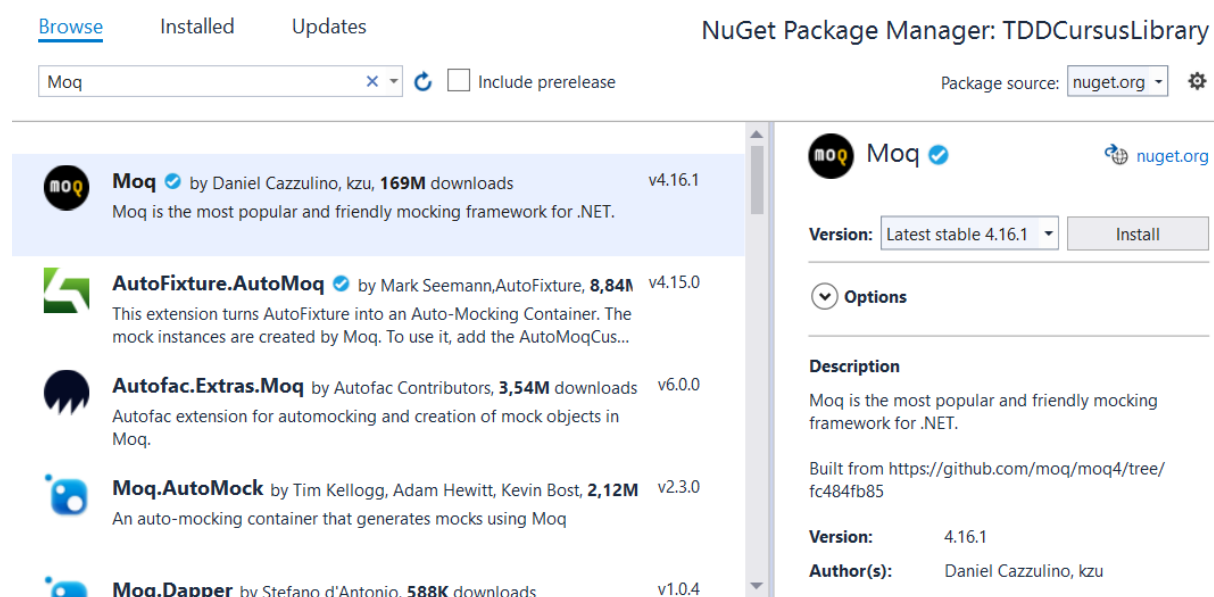 Browse Installed Updates
NuGet Package Manager: TDDCursusLibrary
Moq
Include prerelease
Package source: nuget.org
moq Moq by Daniel Cazzulino, kzu, 169M downloads v4.16.1
Moq is the most popular and friendly mocking framework for .NET.
AutoFixture.AutoMoq by Mark Seemann,AutoFixture, 8,84M v4.15.0
This extension turns AutoFixture into an Auto-Mocking Container. The
mock instances are created by Moq. To use it, add the AutoMoqCus...
Autofac.Extras.Moq by Autofac Contributors, 3,54M downloads v6.0.0
Autofac extension for automocking and creation of mock objects in
Moq.
Moq.AutoMock by Tim Kellogg, Adam Hewitt, Kevin Bost, 2,12M v2.3.0
An auto-mocking container that generates mocks using Moq
Moq.Dapper by Stefano d'Antonio, 588K downloads v1.0.4
moq Moq nuget.org
Version: Latest stable 4.16.1 Install
Options
Description
Moq is the most popular and friendly mocking
framework for .NET.
Built from https://github.com/moq/moq4/tree/
fc484fb85
Version: 4.16.1
Author(s): Daniel Cazzulino, kzu